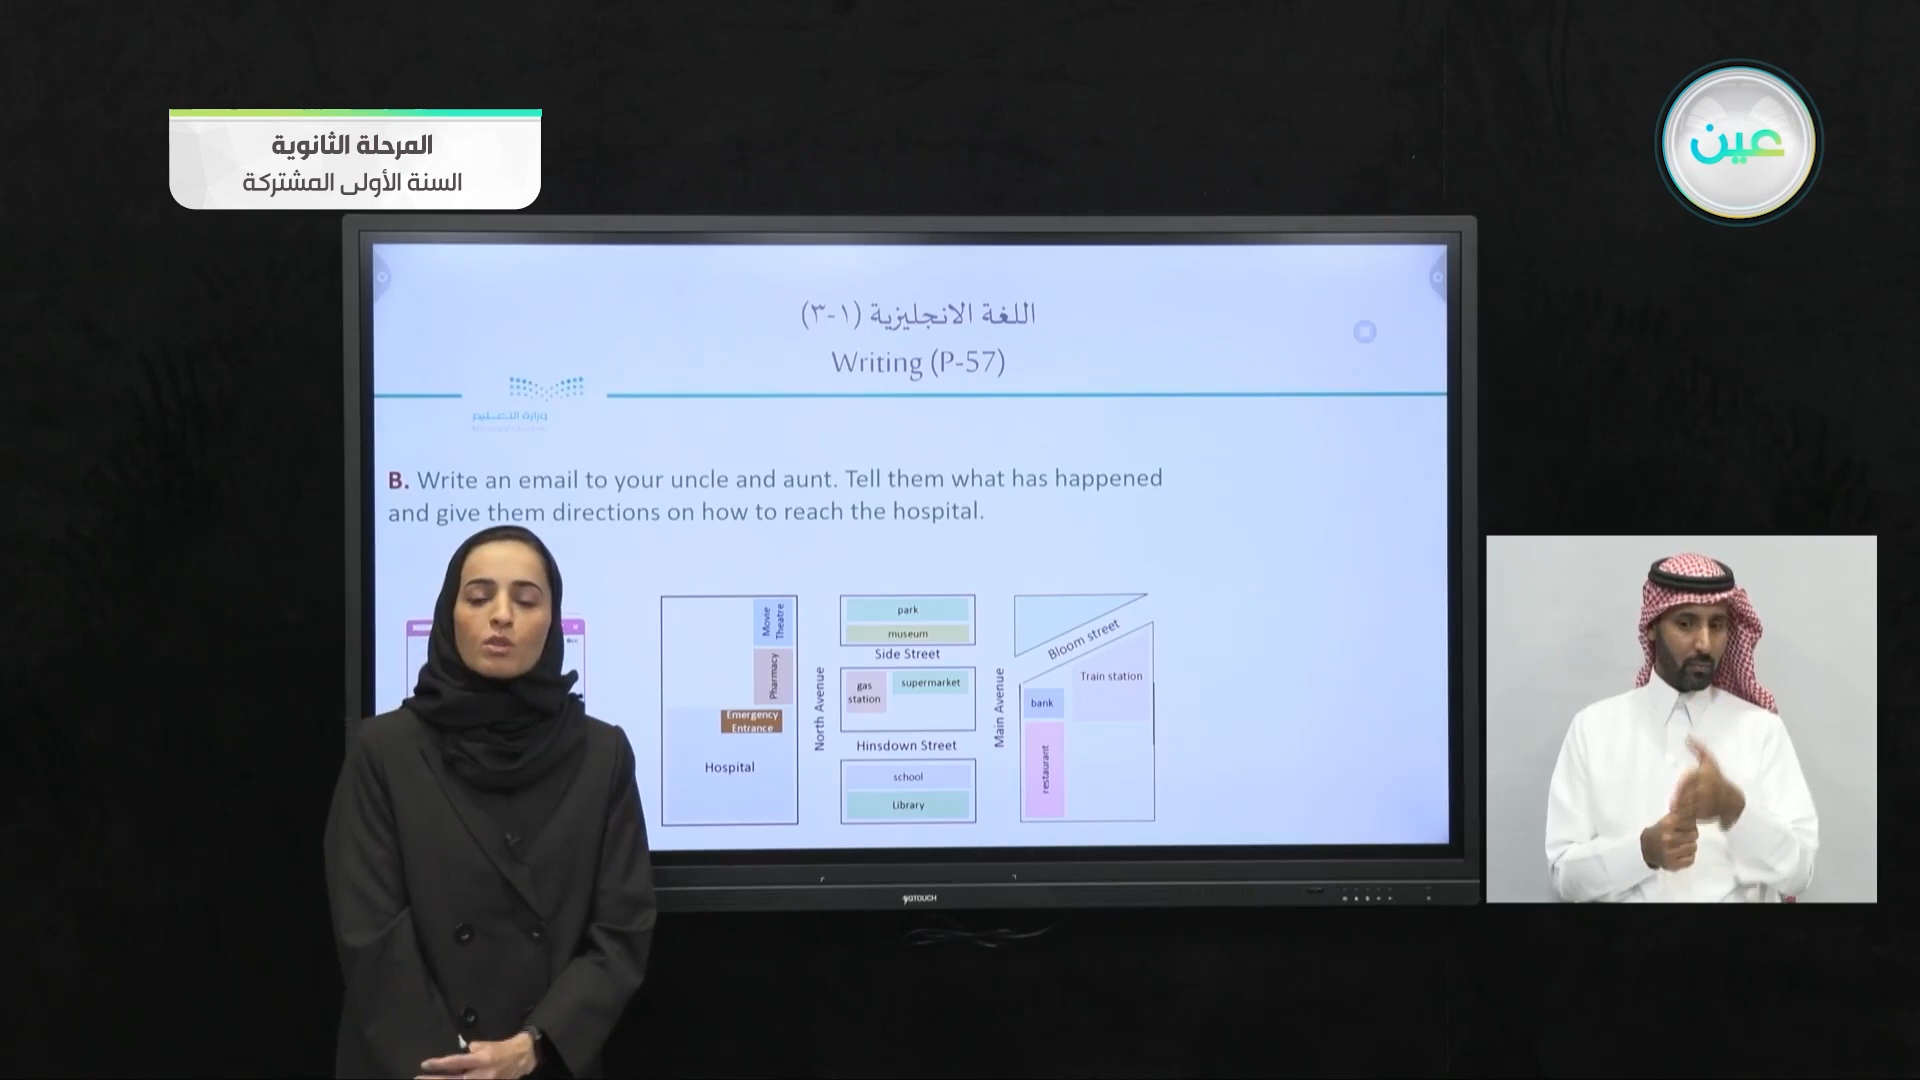 المرحلة الثانوية
السنة الأولى المشتركة
عين
اللغة الانجليزية (١-٣)
Writing (P-57)
وزارة التعليم
B. Write an email to your uncle and aunt. Tell them what has happened
and give them directions on how to reach the hospital.
Movie
Theatre
Pharmacy
Emergency
Entrance
Hospital
North Avenue
park
museum
Side Street
gas
station
supermarket
Hinsdown Street
school
Library
Main Avenue
Bloom street
Train station
bank
restaurant